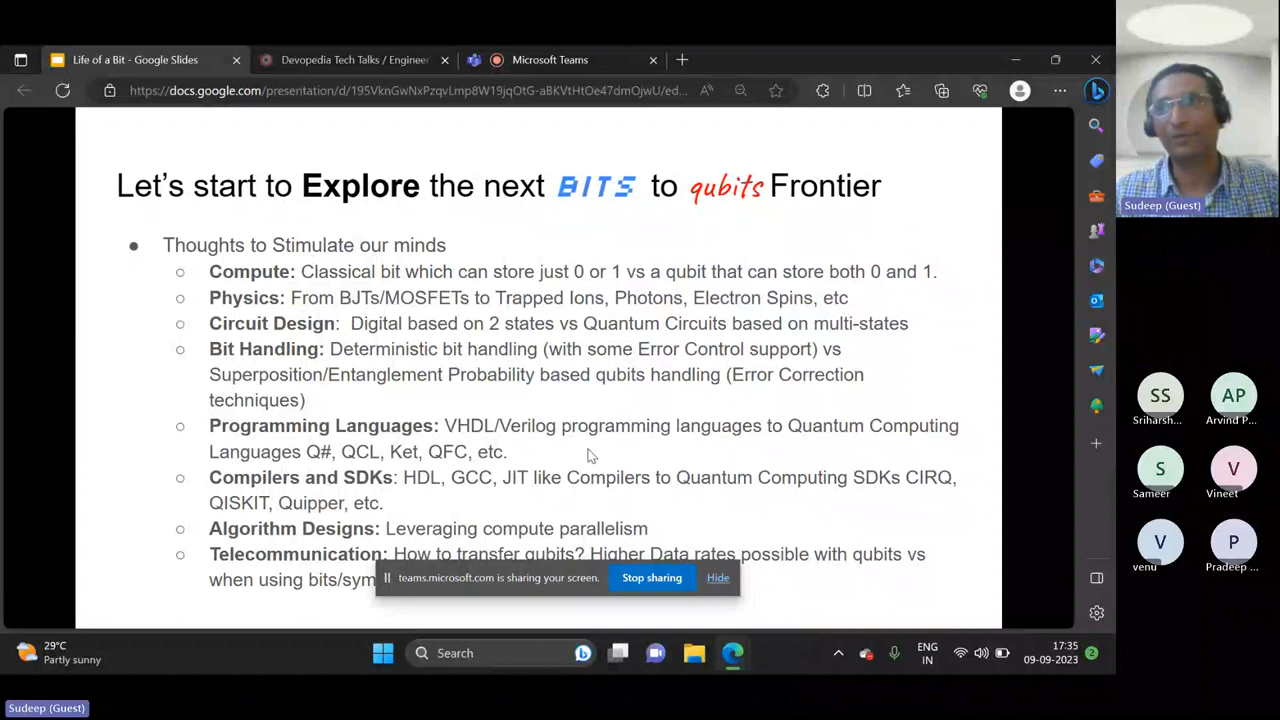 Life of a Bit - Google Slides
Devopedia Tech Talks / Engineer
Microsoft Teams
https://docs.google.com/presentation/d/195VknGwNxPzqvLmp8W19jqOtG-aBKVtHtOe47dmOjwU/ed...
Let's start to Explore the next BITS to qubits Frontier
● Thoughts to Stimulate our minds
○ Compute: Classical bit which can store just 0 or 1 vs a qubit that can store both 0 and 1.
○ Physics: From BJTs/MOSFETs to Trapped Ions, Photons, Electron Spins, etc
○ Circuit Design: Digital based on 2 states vs Quantum Circuits based on multi-states
○ Bit Handling: Deterministic bit handling (with some Error Control support) vs
Superposition/Entanglement Probability based qubits handling (Error Correction
techniques)
○ Programming Languages: VHDL/Verilog programming languages to Quantum Computing
Languages Q#, QCL, Ket, QFC, etc.
○ Compilers and SDKs: HDL, GCC, JIT like Compilers to Quantum Computing SDKs CIRQ,
QISKIT, Quipper, etc.
○ Algorithm Designs: Leveraging compute parallelism
○ Telecommunication: How to transfer qubits? Higher Data rates possible with qubits vs
when using bits/sym
teams.microsoft.com is sharing your screen.
Stop sharing
Hide
29°C
Partly sunny
Search
ENG
IN
17:35
09-09-2023
2
Sudeep (Guest)
SS
Sriharsh...
AP
Arvind P...
S
Sameer
V
Vineet
V
venu
P
Pradeep ...
Sudeep (Guest)